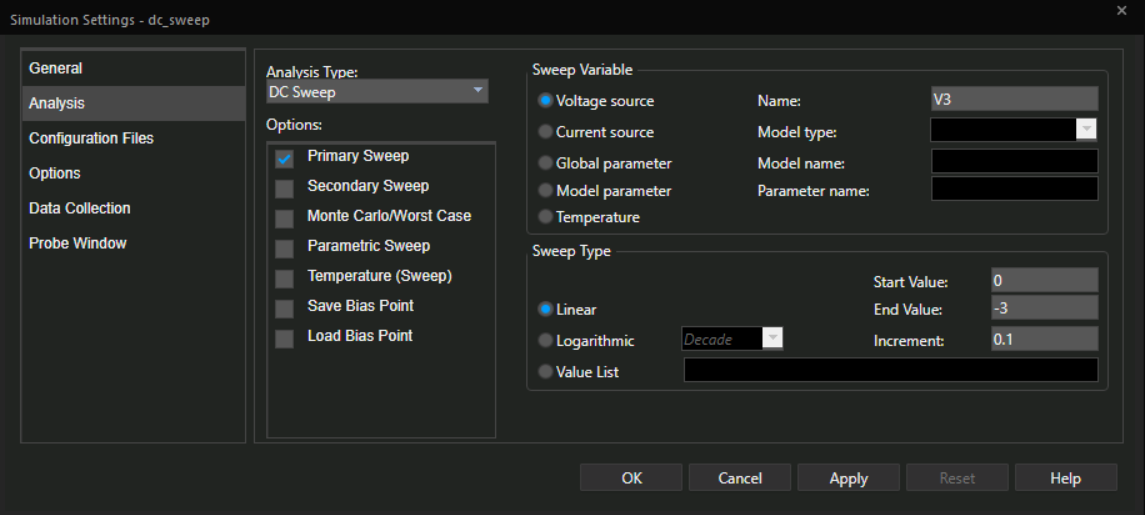 Simulation Settings - dc_sweep
×
General
Analysis
Configuration Files
Options
Data Collection
Probe Window
Analysis Type:
DC Sweep
Options:
Primary Sweep
Secondary Sweep
Monte Carlo/Worst Case
Parametric Sweep
Temperature (Sweep)
Save Bias Point
Load Bias Point
Sweep Variable
Voltage source
Name: V3
Current source
Model type:
Global parameter
Model name:
Model parameter
Parameter name:
Temperature
Sweep Type
Start Value: 0
Linear
End Value: -3
Logarithmic
Decade
Increment: 0.1
Value List
OK
Cancel
Apply
Reset
Help